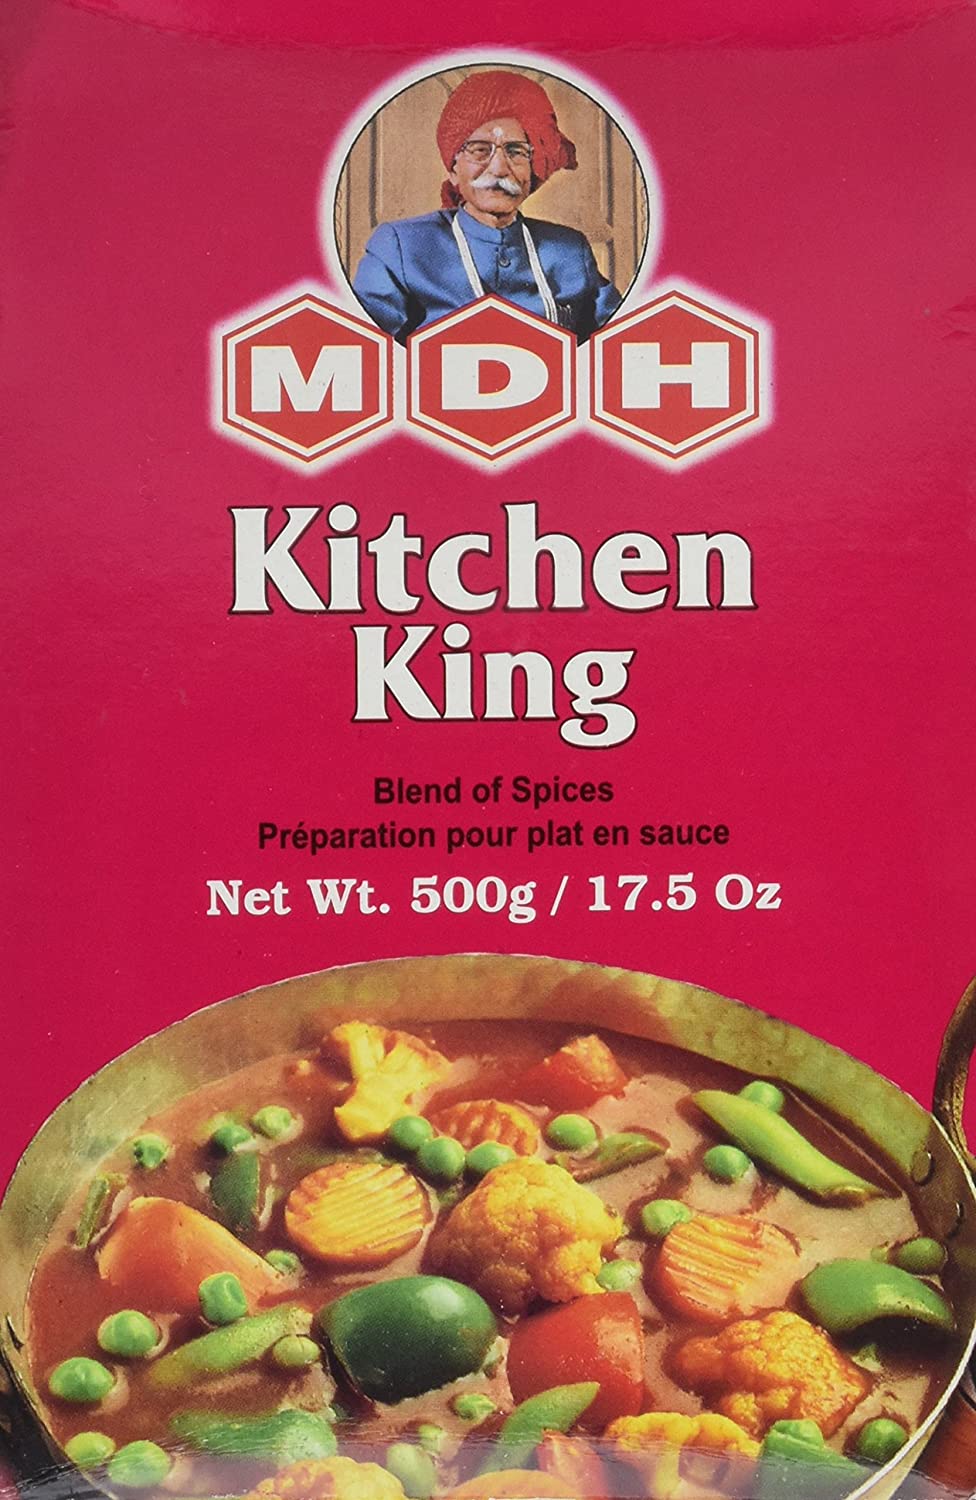 MDH
Kitchen
King
Blend of Spices
Préparation pour plat en sauce
Net Wt. 500g / 17.5 Oz